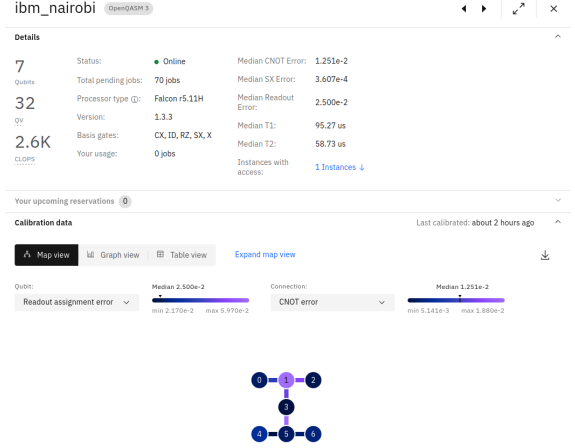 ibm_nairobi OpenQASM 3
Details
7
Qubits
32
QV
2.6K
CLOPS
Status: Online
Total pending jobs: 70 jobs
Processor type ⓘ: Falcon r5.11H
Version: 1.3.3
Basis gates: CX, ID, RZ, SX, X
Your usage: 0 jobs
Median CNOT Error: 1.251e-2
Median SX Error: 3.607e-4
Median Readout
Error: 2.500e-2
Median T1: 95.27 us
Median T2: 58.73 us
Instances with
access: 1 Instances ↓
Your upcoming reservations 0
Calibration data Last calibrated: about 2 hours ago
Map view Graph view Table view Expand map view
Qubit: Median 2.500e-2 Connection: Median 1.251e-2
Readout assignment error CNOT error
min 2.170e-2 max 5.970e-2 min 5.141e-3 max 1.880e-2
0 1 2
3
4 5 6